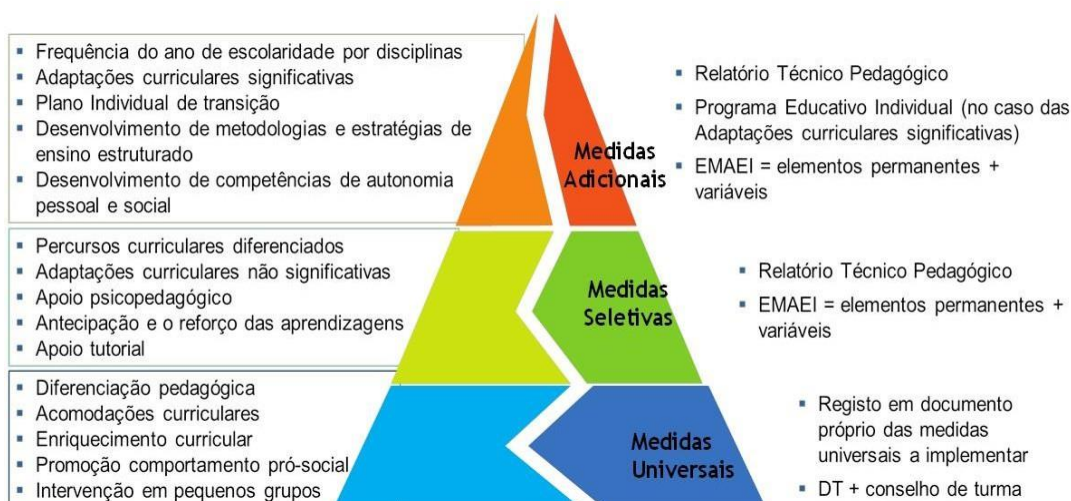 ▪ Frequência do ano de escolaridade por disciplinas
▪ Adaptações curriculares significativas
▪ Plano Individual de transição
▪ Desenvolvimento de metodologias e estratégias de
ensino estruturado
▪ Desenvolvimento de competências de autonomia
pessoal e social
Medidas
Adicionais
▪ Relatório Técnico Pedagógico
▪ Programa Educativo Individual (no caso das
Adaptações curriculares significativas)
▪ EMAEI = elementos permanentes +
variáveis
▪ Percursos curriculares diferenciados
▪ Adaptações curriculares não significativas
▪ Apoio psicopedagógico
▪ Antecipação e o reforço das aprendizagens
▪ Apoio tutorial
Medidas
Seletivas
▪ Relatório Técnico Pedagógico
▪ EMAEI = elementos permanentes +
variáveis
▪ Diferenciação pedagógica
▪ Acomodações curriculares
▪ Enriquecimento curricular
▪ Promoção comportamento pró-social
▪ Intervenção em pequenos grupos
Medidas
Universais
▪ Registo em documento
próprio das medidas
universais a implementar
▪ DT + conselho de turma